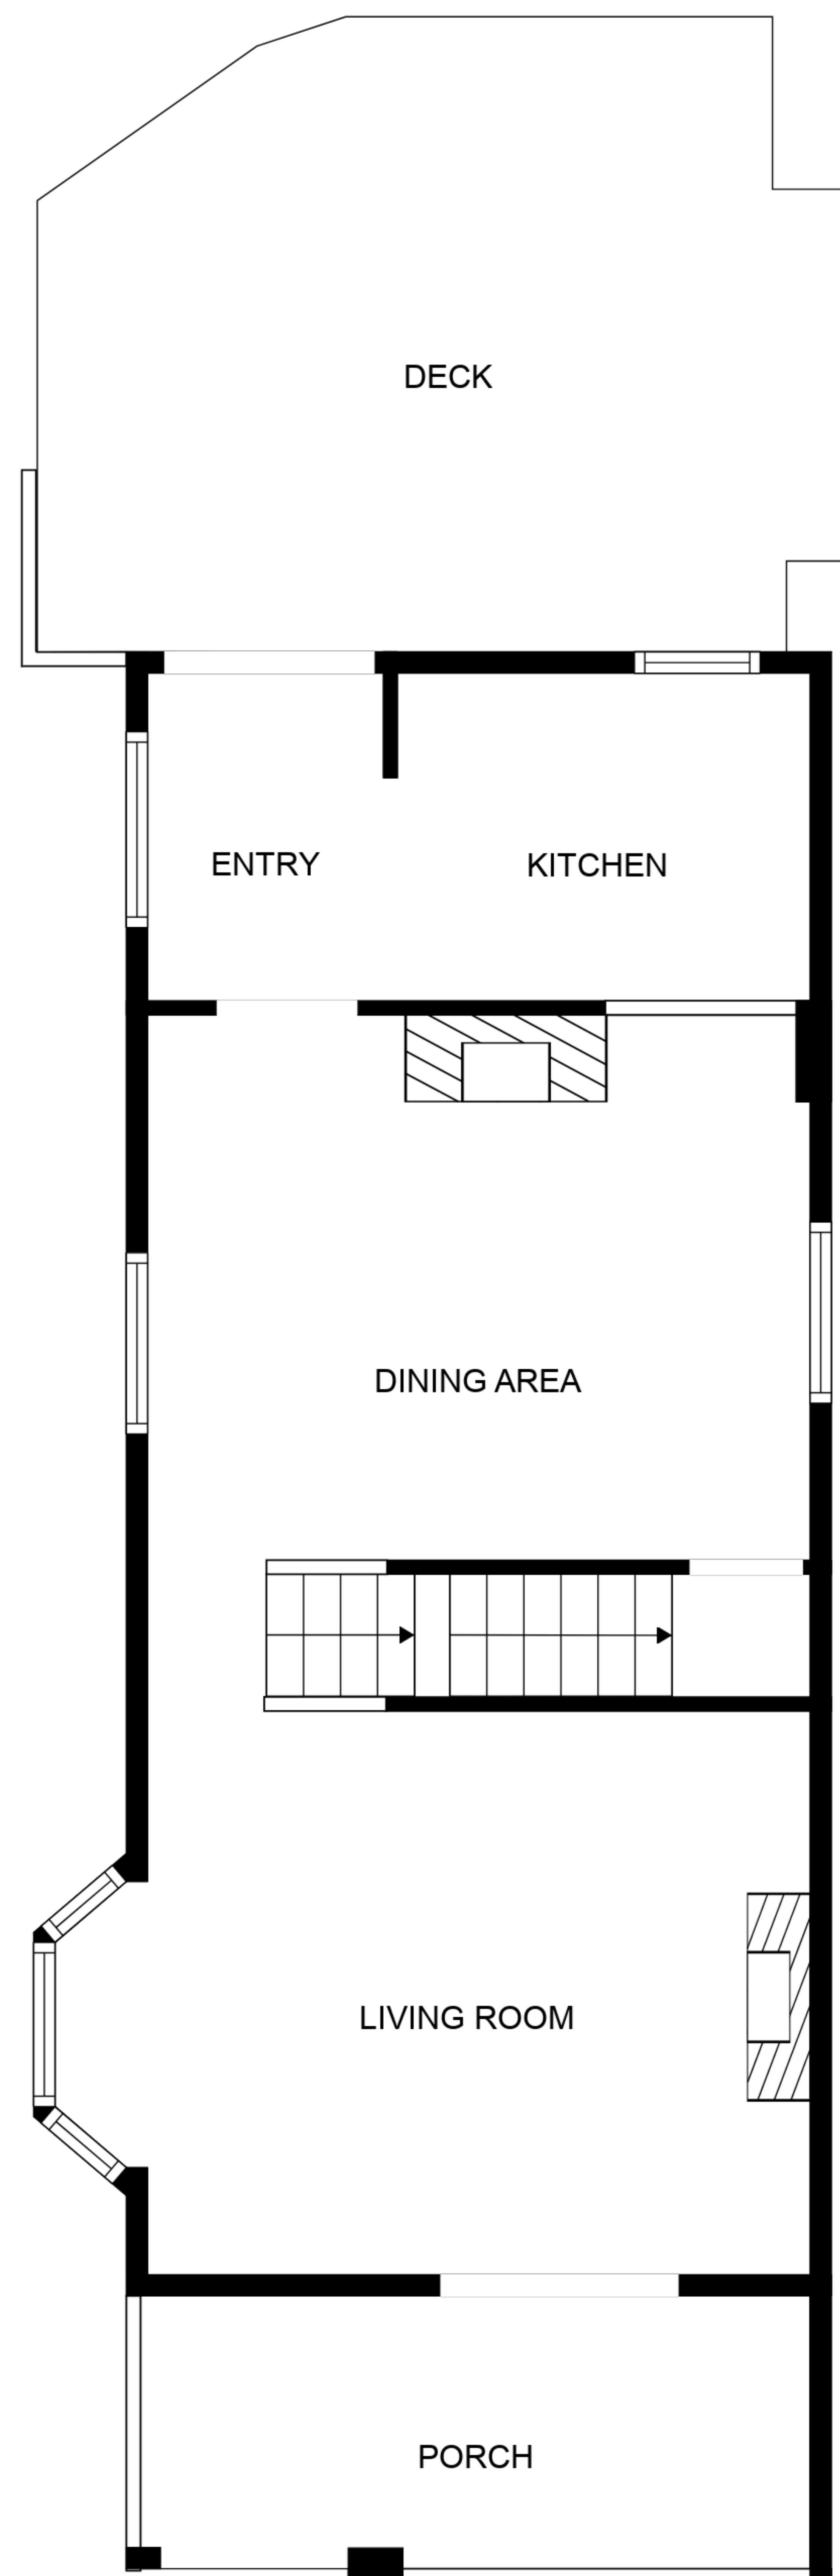 DECK
ENTRY
KITCHEN
DINING AREA
LIVING ROOM
PORCH